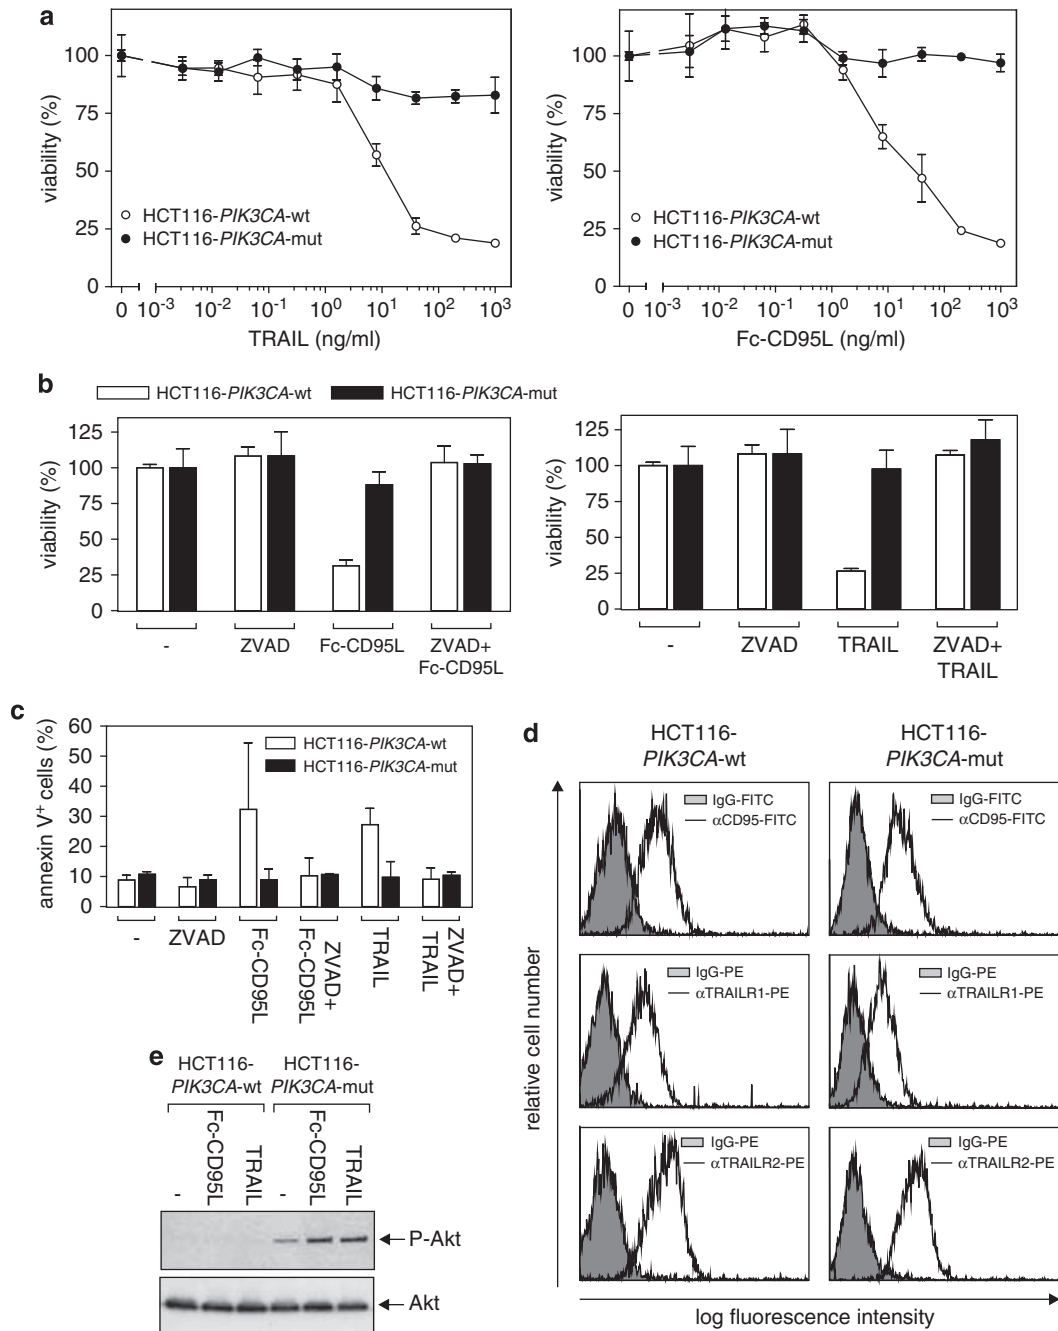 a
viability (%)
100
75
50
25
0
HCT116-PIK3CA-wt
HCT116-PIK3CA-mut
0 10⁻³ 10⁻² 10⁻¹ 10⁰ 10¹ 10² 10³
TRAIL (ng/ml)
viability (%)
100
75
50
25
0
HCT116-PIK3CA-wt
HCT116-PIK3CA-mut
0 10⁻³ 10⁻² 10⁻¹ 10⁰ 10¹ 10² 10³
Fc-CD95L (ng/ml)
b
HCT116-PIK3CA-wt HCT116-PIK3CA-mut
viability (%)
125
100
75
50
25
0
- ZVAD Fc-CD95L ZVAD+
Fc-CD95L
viability (%)
125
100
75
50
25
0
- ZVAD TRAIL ZVAD+
TRAIL
c
annexin V⁺ cells (%)
60
50
40
30
20
10
0
HCT116-PIK3CA-wt
HCT116-PIK3CA-mut
-
ZVAD
Fc-CD95L
ZVAD+
Fc-CD95L
TRAIL
ZVAD+
TRAIL
d
HCT116-
PIK3CA-wt
HCT116-
PIK3CA-mut
relative cell number
IgG-FITC
αCD95-FITC
IgG-FITC
αCD95-FITC
IgG-PE
αTRAILR1-PE
IgG-PE
αTRAILR1-PE
IgG-PE
αTRAILR2-PE
IgG-PE
αTRAILR2-PE
log fluorescence intensity
e
HCT116-
PIK3CA-wt
HCT116-
PIK3CA-mut
-
Fc-CD95L
TRAIL
-
Fc-CD95L
TRAIL
P-Akt
Akt